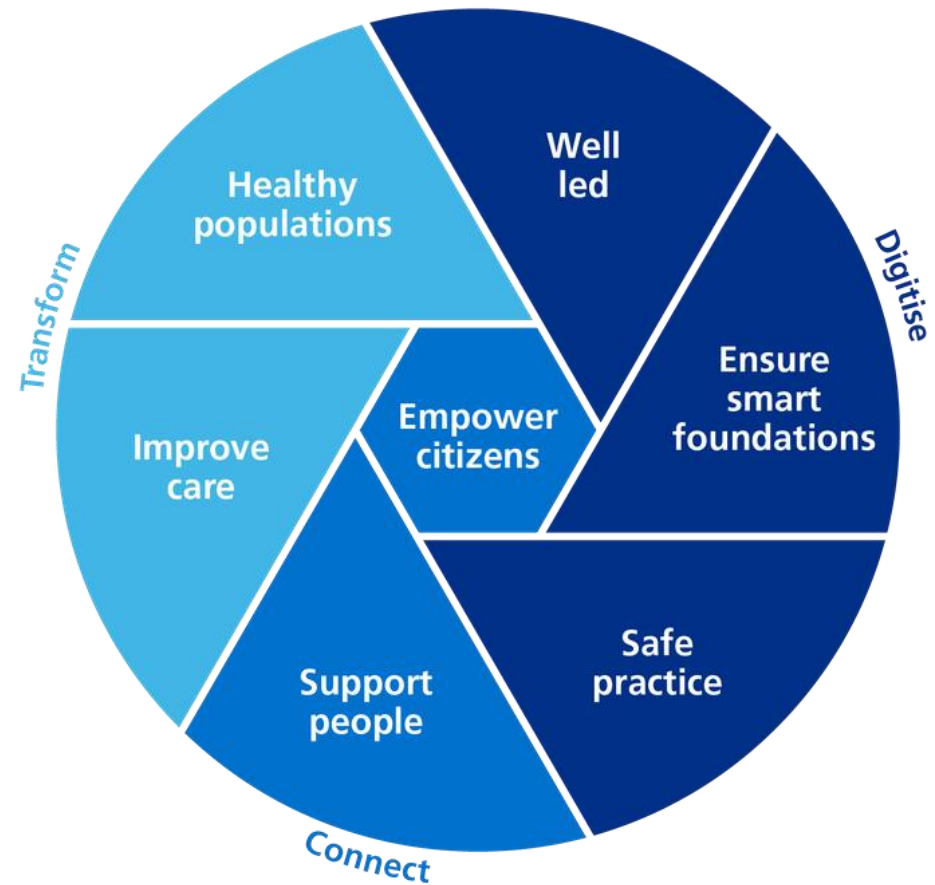 Well
led
Healthy
populations
Digitise
Transform
Ensure
smart
foundations
Empower
citizens
Improve
care
Safe
practice
Support
people
Connect